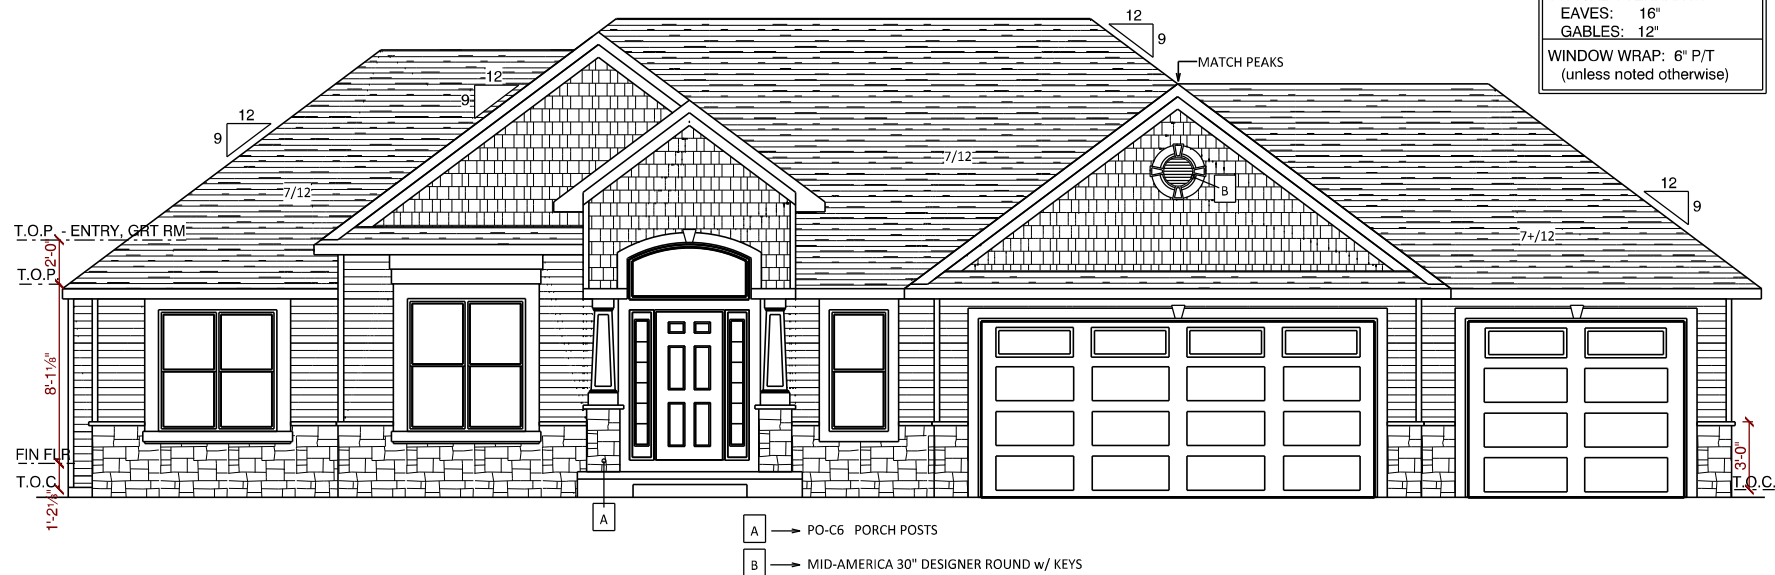 EAVES: 16"
GABLES: 12"
WINDOW WRAP: 6" P/T
(unless noted otherwise)
12
9
MATCH PEAKS
12
9
12
9
7/12
7/12
B
12
9
7+/12
T.O.P. - ENTRY, GRT RM
2'-0"
T.O.P.
8'-1 1/8"
FIN FLR
T.O.C.
1'-2 1/8"
3'-0"
T.O.C.
A
A PO-C6 PORCH POSTS
B MID-AMERICA 30" DESIGNER ROUND w/ KEYS